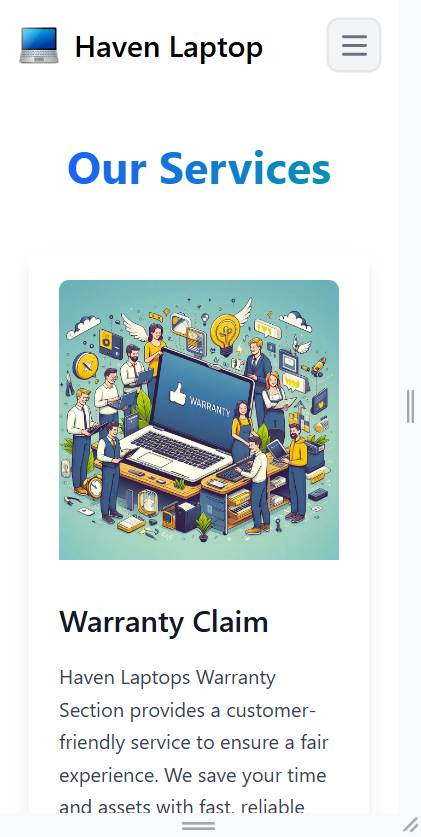 Haven Laptop
Our Services
WARRANTY
Warranty Claim
Haven Laptops Warranty
Section provides a customer-
friendly service to ensure a fair
experience. We save your time
and assets with fast, reliable